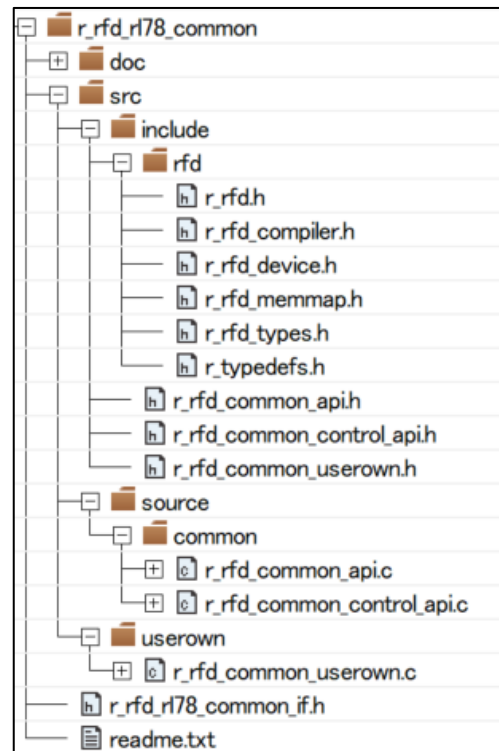 r_rfd_rl78_common
doc
src
include
rfd
r_rfd.h
r_rfd_compiler.h
r_rfd_device.h
r_rfd_memmap.h
r_rfd_types.h
r_typedefs.h
r_rfd_common_api.h
r_rfd_common_control_api.h
r_rfd_common_userown.h
source
common
r_rfd_common_api.c
r_rfd_common_control_api.c
userown
r_rfd_common_userown.c
r_rfd_rl78_common_if.h
readme.txt